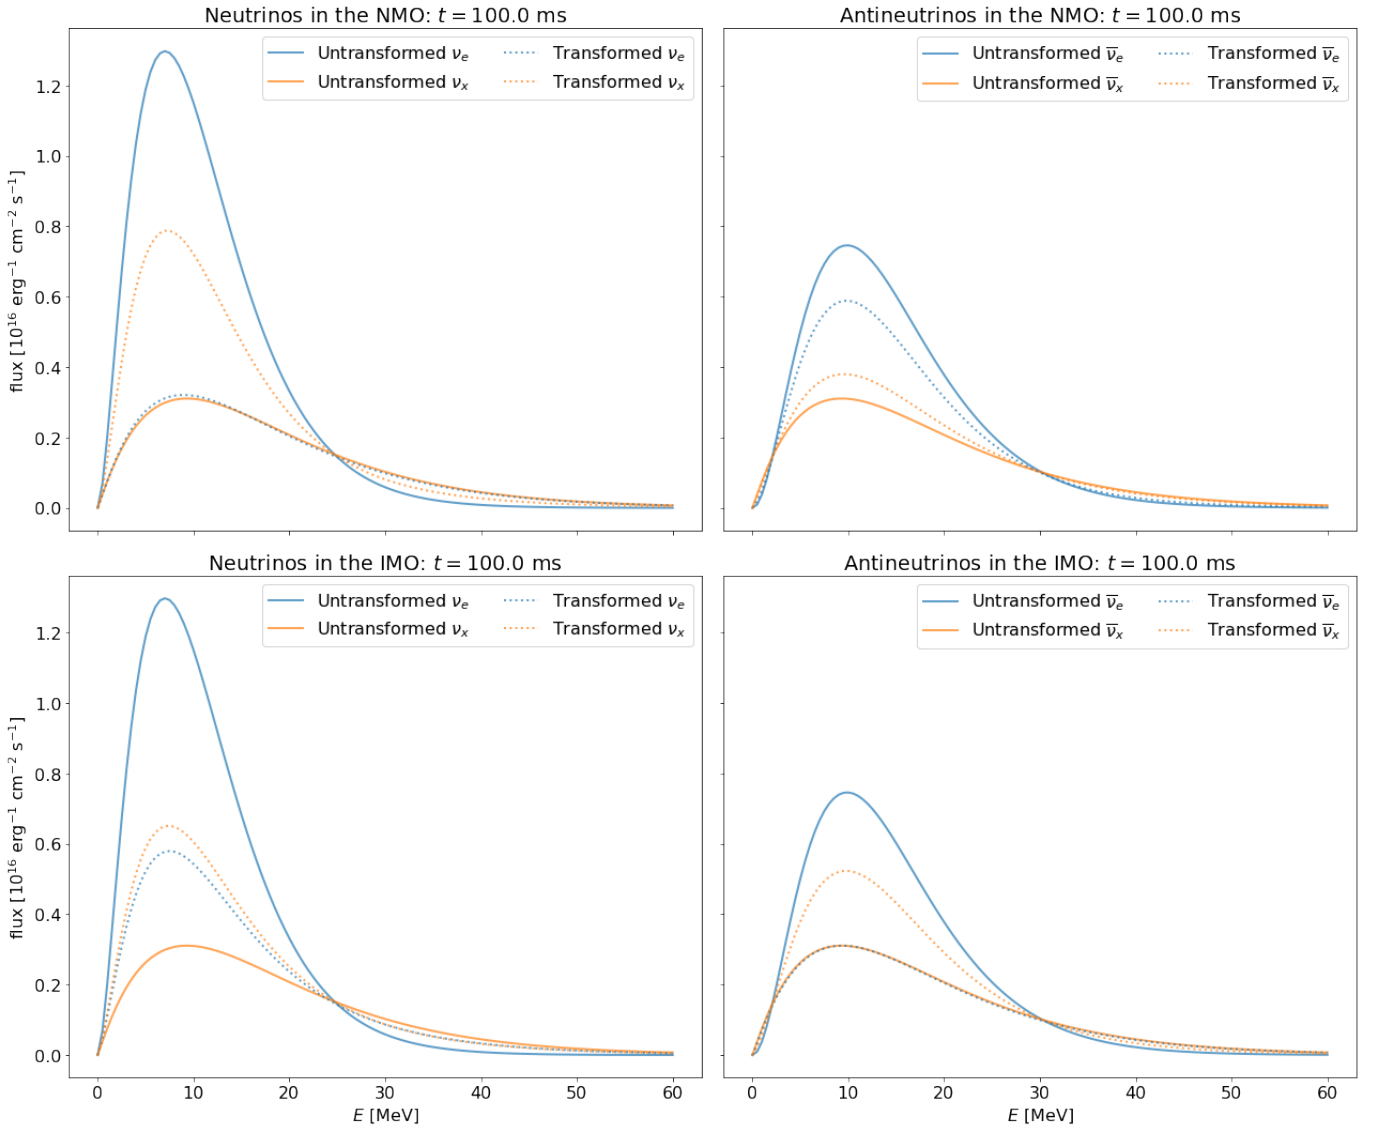 Neutrinos in the NMO: t = 100.0 ms
Untransformed νₑ
Untransformed νₓ
Transformed νₑ
Transformed νₓ
flux [10¹⁶ erg⁻¹ cm⁻² s⁻¹]
1.2
1.0
0.8
0.6
0.4
0.2
0.0
Antineutrinos in the NMO: t = 100.0 ms
Untransformed ν̅ₑ
Untransformed ν̅ₓ
Transformed ν̅ₑ
Transformed ν̅ₓ
Neutrinos in the IMO: t = 100.0 ms
Untransformed νₑ
Untransformed νₓ
Transformed νₑ
Transformed νₓ
flux [10¹⁶ erg⁻¹ cm⁻² s⁻¹]
1.2
1.0
0.8
0.6
0.4
0.2
0.0
0 10 20 30 40 50 60
E [MeV]
Antineutrinos in the IMO: t = 100.0 ms
Untransformed ν̅ₑ
Untransformed ν̅ₓ
Transformed ν̅ₑ
Transformed ν̅ₓ
0 10 20 30 40 50 60
E [MeV]